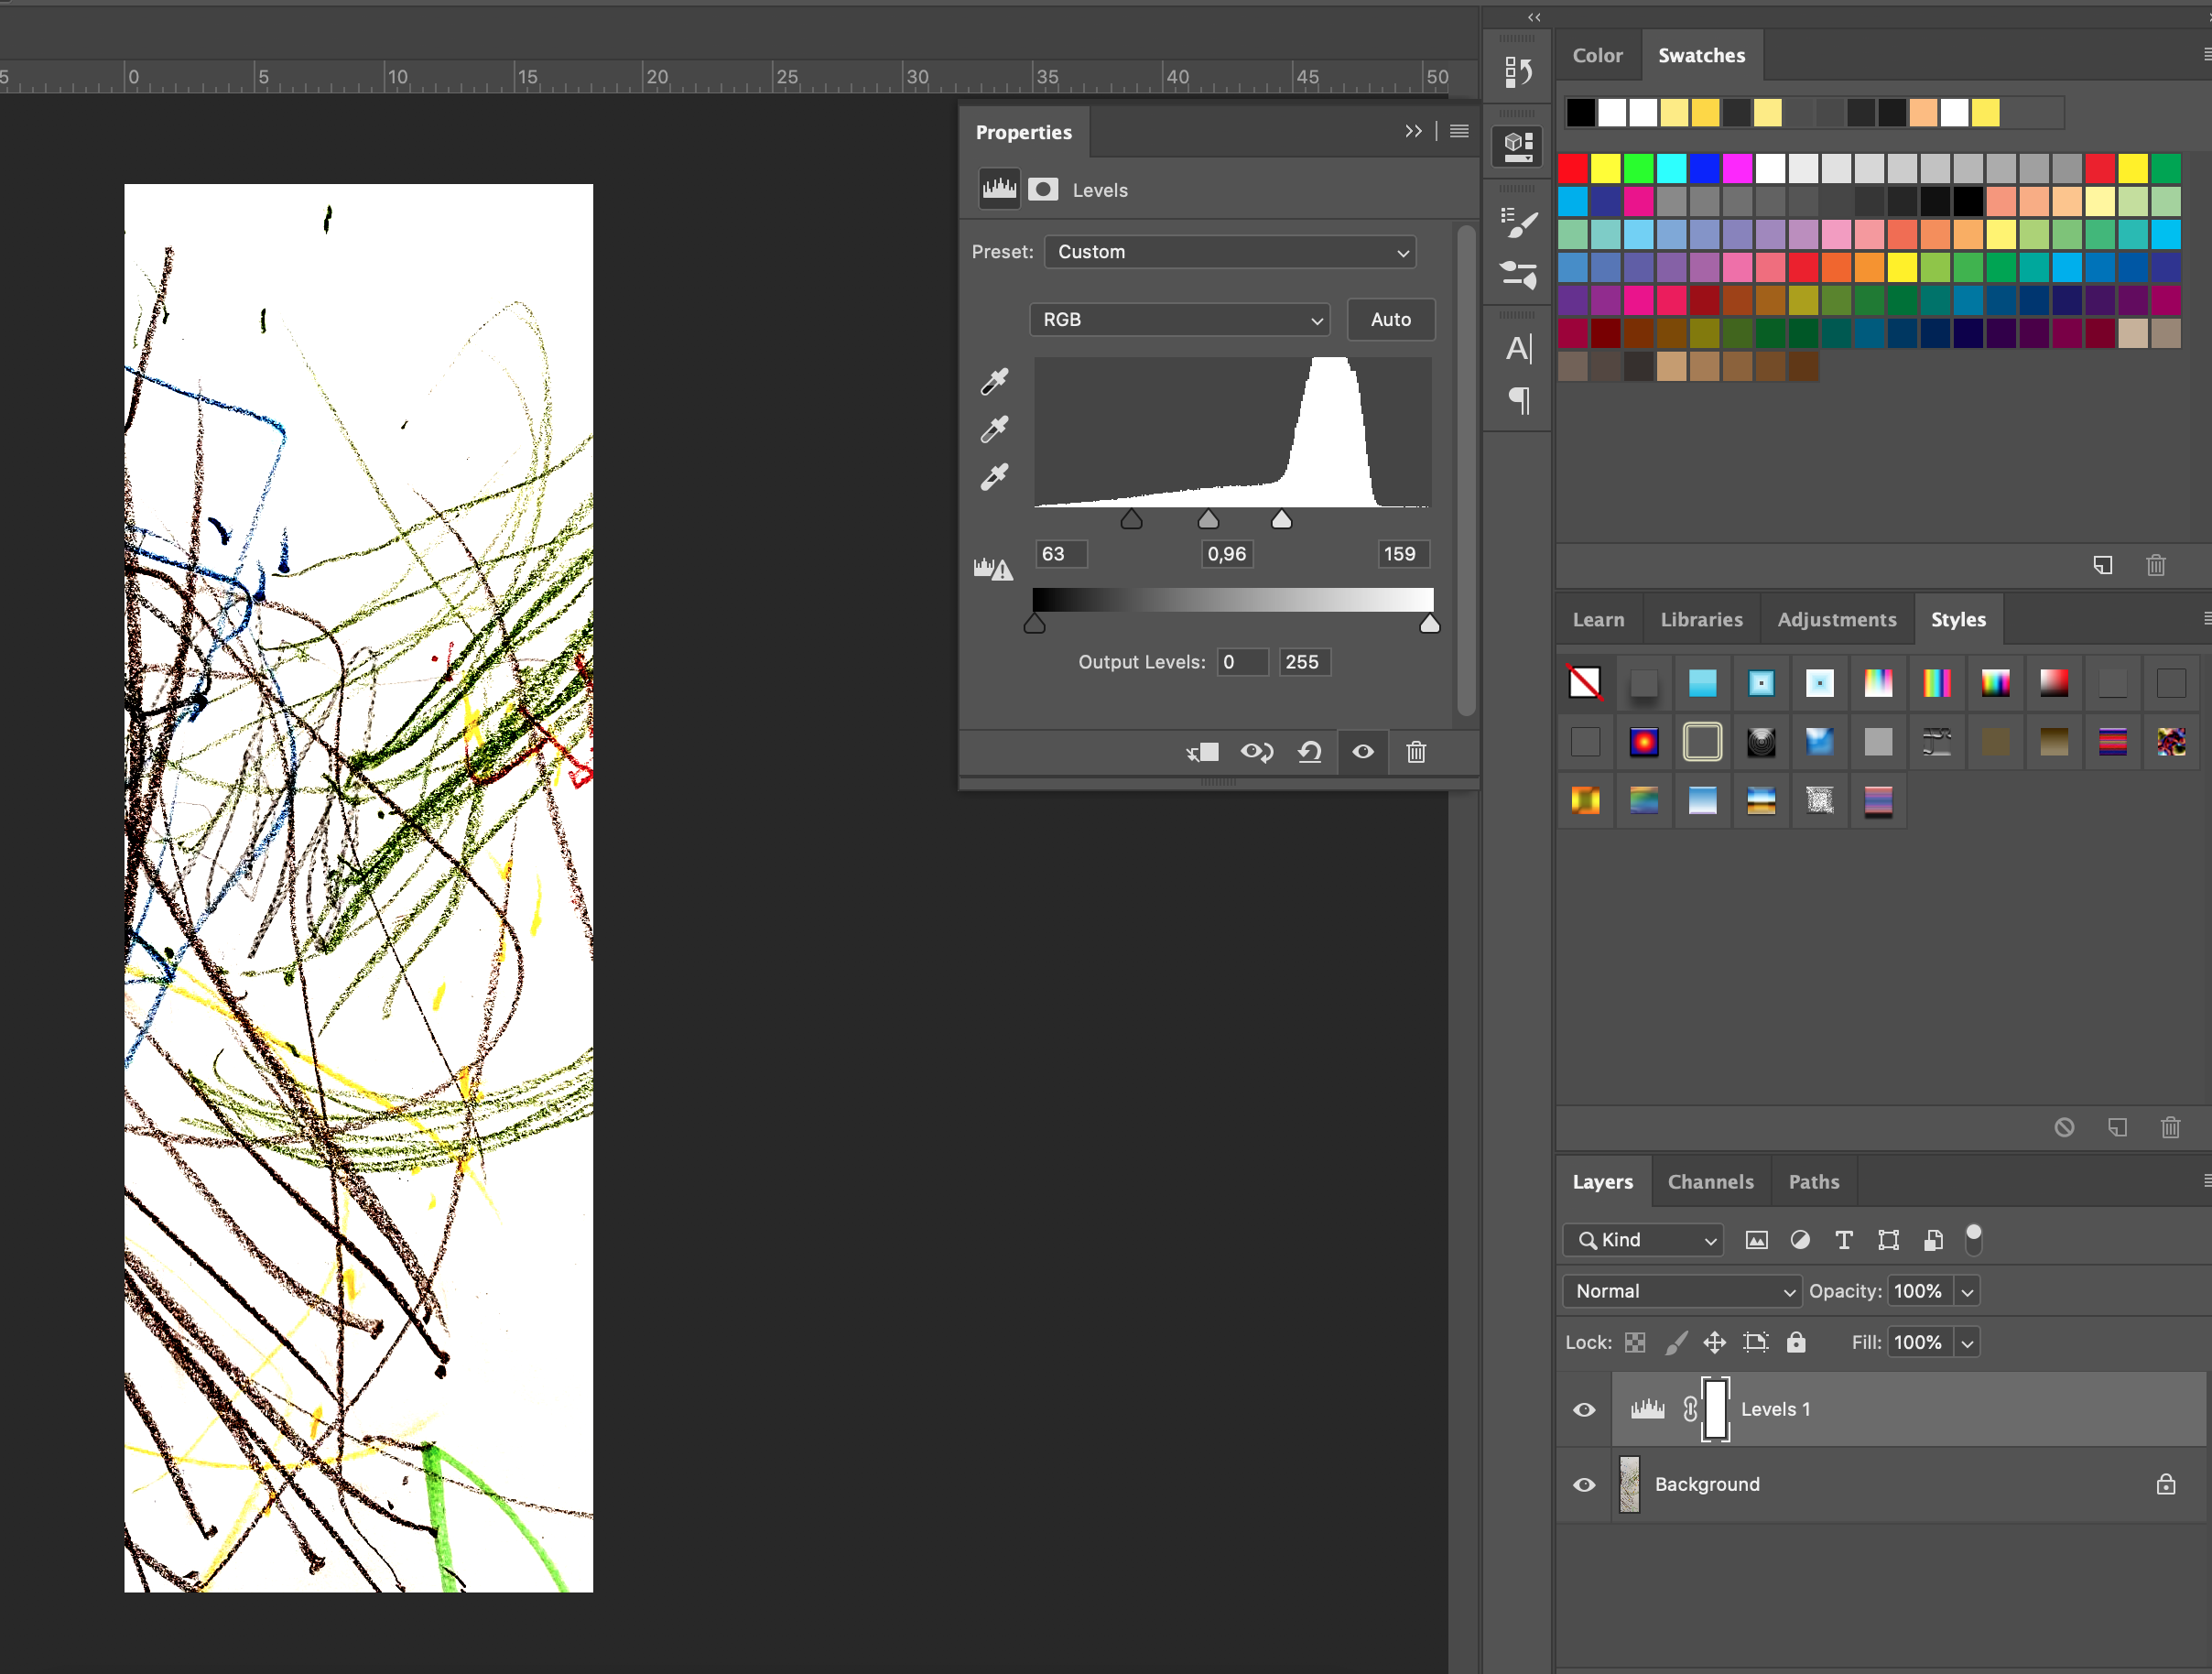 5 0 5 10 15 20 25 30 35 40 45 50
Properties
Levels
Preset: Custom
RGB Auto
63 0,96 159
Output Levels: 0 255
A
Color Swatches
Learn Libraries Adjustments Styles
Layers Channels Paths
Kind T
Normal Opacity: 100%
Lock: Fill: 100%
Levels 1
Background